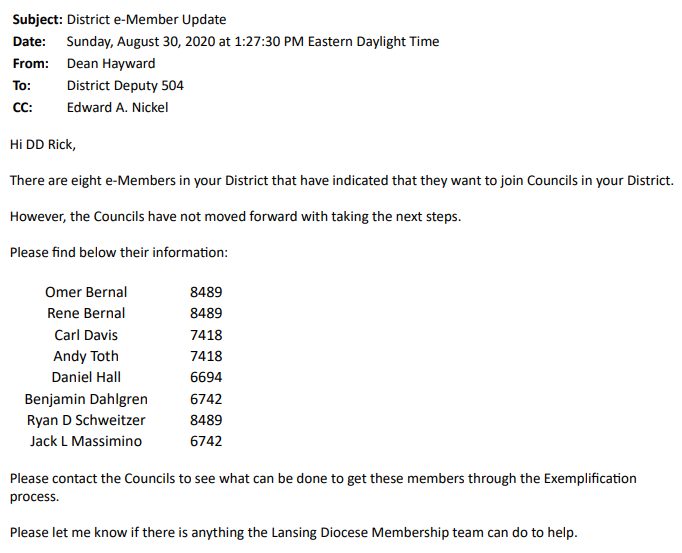 Subject: District e-Member Update
Date: Sunday, August 30, 2020 at 1:27:30 PM Eastern Daylight Time
From: Dean Hayward
To: District Deputy 504
CC: Edward A. Nickel
Hi DD Rick,
There are eight e-Members in your District that have indicated that they want to join Councils in your District.
However, the Councils have not moved forward with taking the next steps.
Please find below their information:
Omer Bernal 8489
Rene Bernal 8489
Carl Davis 7418
Andy Toth 7418
Daniel Hall 6694
Benjamin Dahlgren 6742
Ryan D Schweitzer 8489
Jack L Massimino 6742
Please contact the Councils to see what can be done to get these members through the Exemplification
process.
Please let me know if there is anything the Lansing Diocese Membership team can do to help.